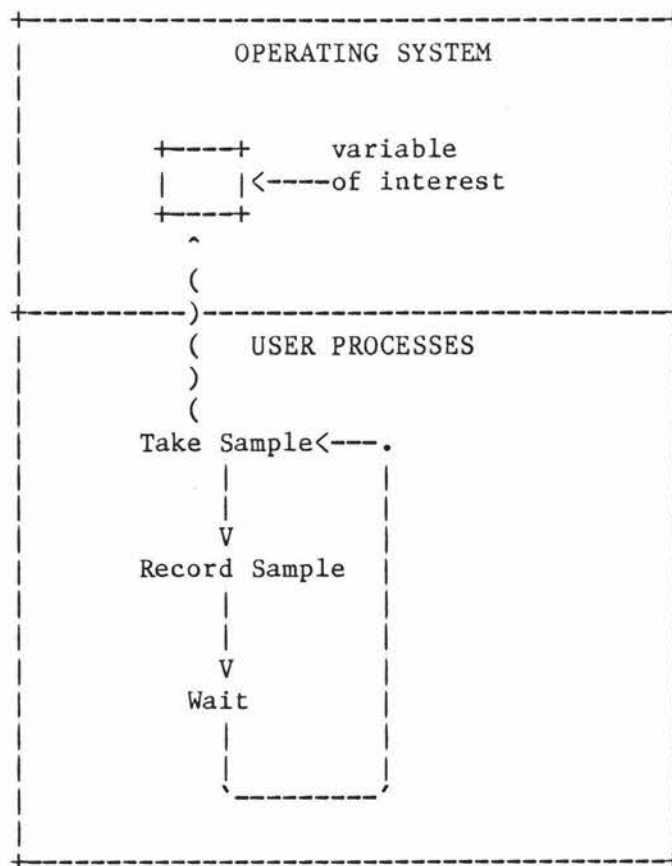 OPERATING SYSTEM
variable
of interest
USER PROCESSES
Take Sample
Record Sample
Wait